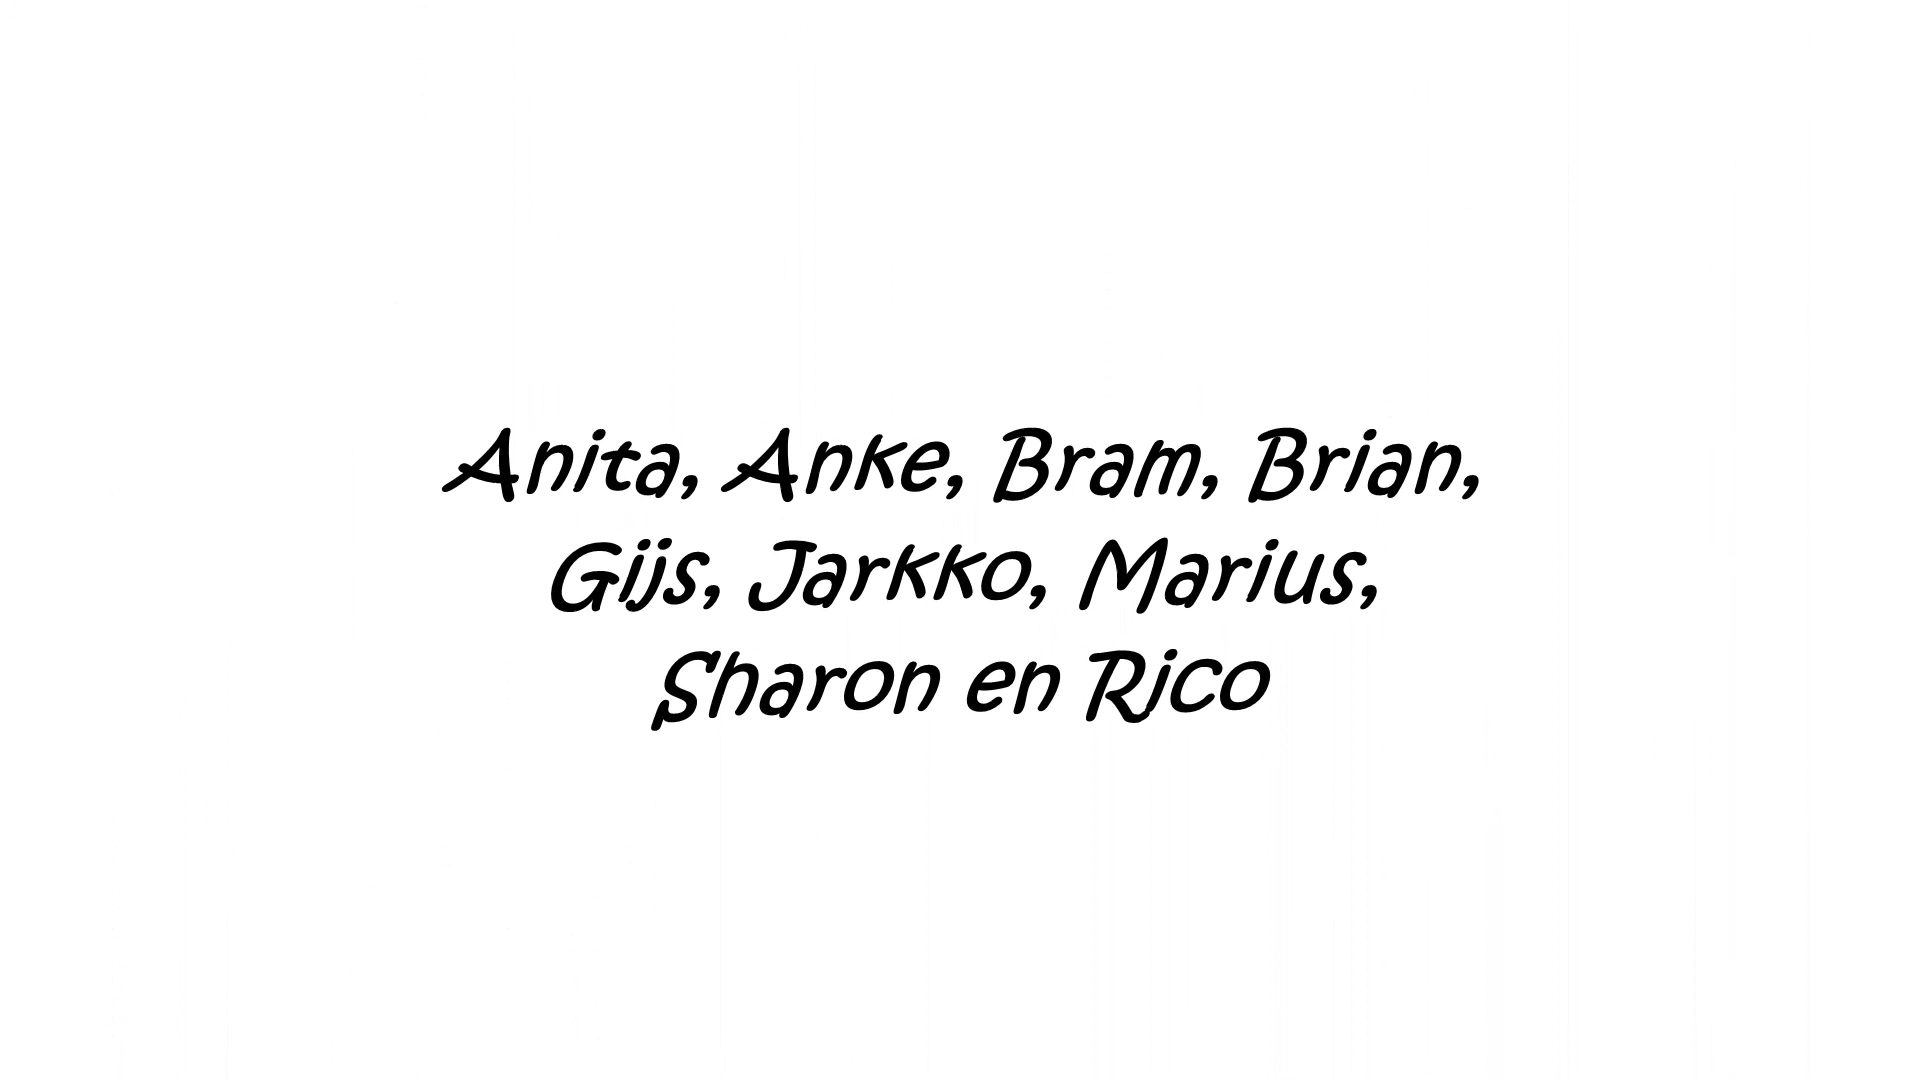 Anita, Anke, Bram, Brian,
Gijs, Jarkko, Marius,
Sharon en Rico